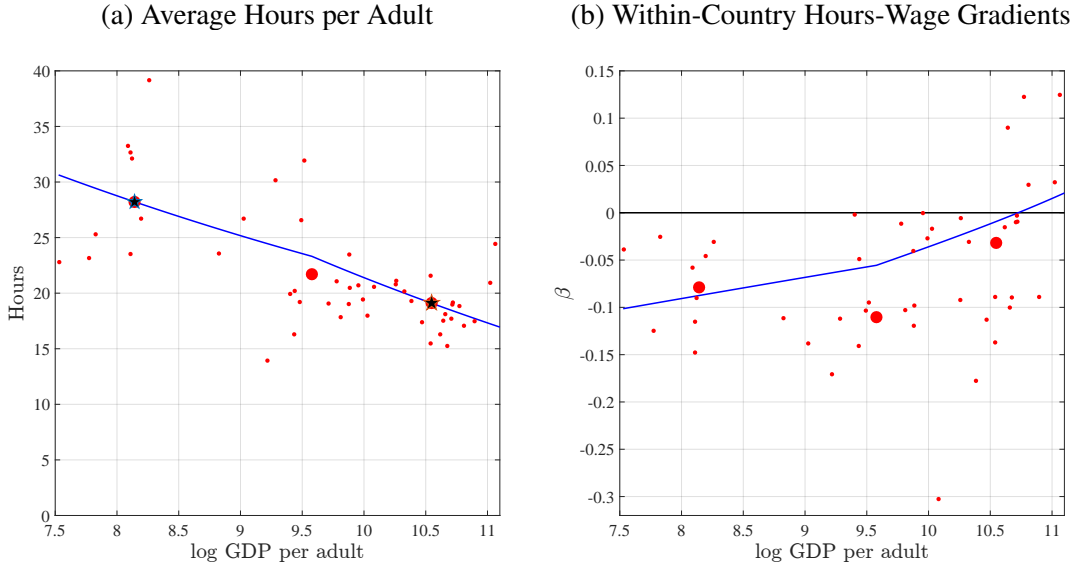 (a) Average Hours per Adult
40
35
30
25
20
15
10
5
0
Hours
7.5 8 8.5 9 9.5 10 10.5 11
log GDP per adult
(b) Within-Country Hours-Wage Gradients
0.15
0.1
0.05
0
-0.05
-0.1
-0.15
-0.2
-0.25
-0.3
β
7.5 8 8.5 9 9.5 10 10.5 11
log GDP per adult